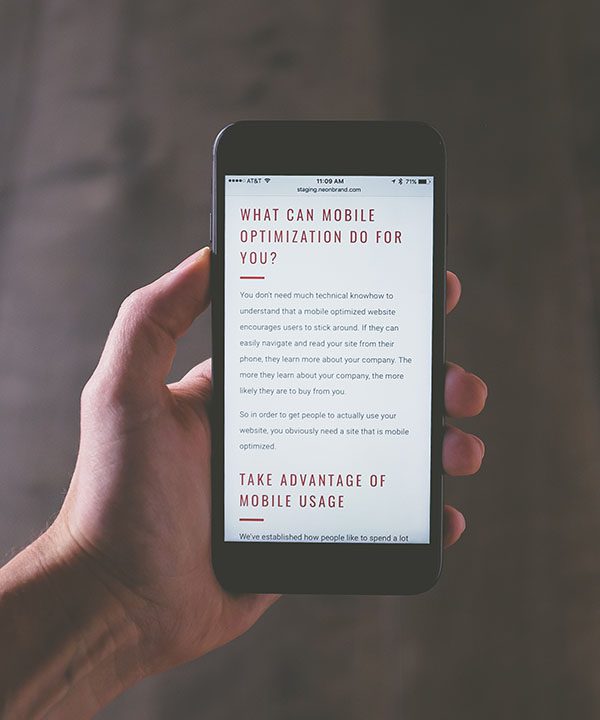 AT&T 11:09 AM 71%
staging.neonbrand.com
WHAT CAN MOBILE
OPTIMIZATION DO FOR
YOU?
You don't need much technical knowhow to
understand that a mobile optimized website
encourages users to stick around. If they can
easily navigate and read your site from their
phone, they learn more about your company. The
more they learn about your company, the more
likely they are to buy from you.
So in order to get people to actually use your
website, you obviously need a site that is mobile
optimized.
TAKE ADVANTAGE OF
MOBILE USAGE
We've established how people like to spend a lot